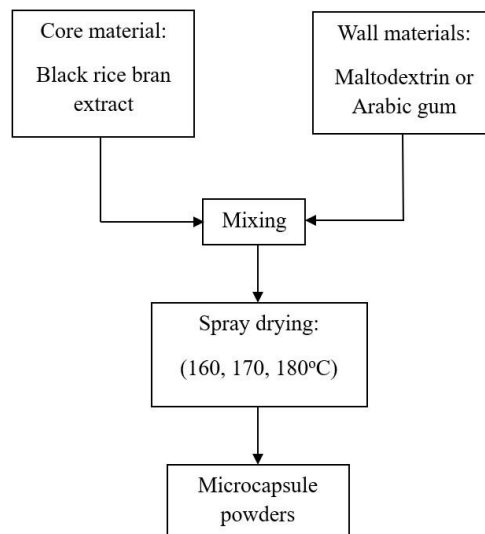 Core material:
Black rice bran
extract
Wall materials:
Maltodextrin or
Arabic gum
Mixing
Spray drying:
(160, 170, 180ºC)
Microcapsule
powders